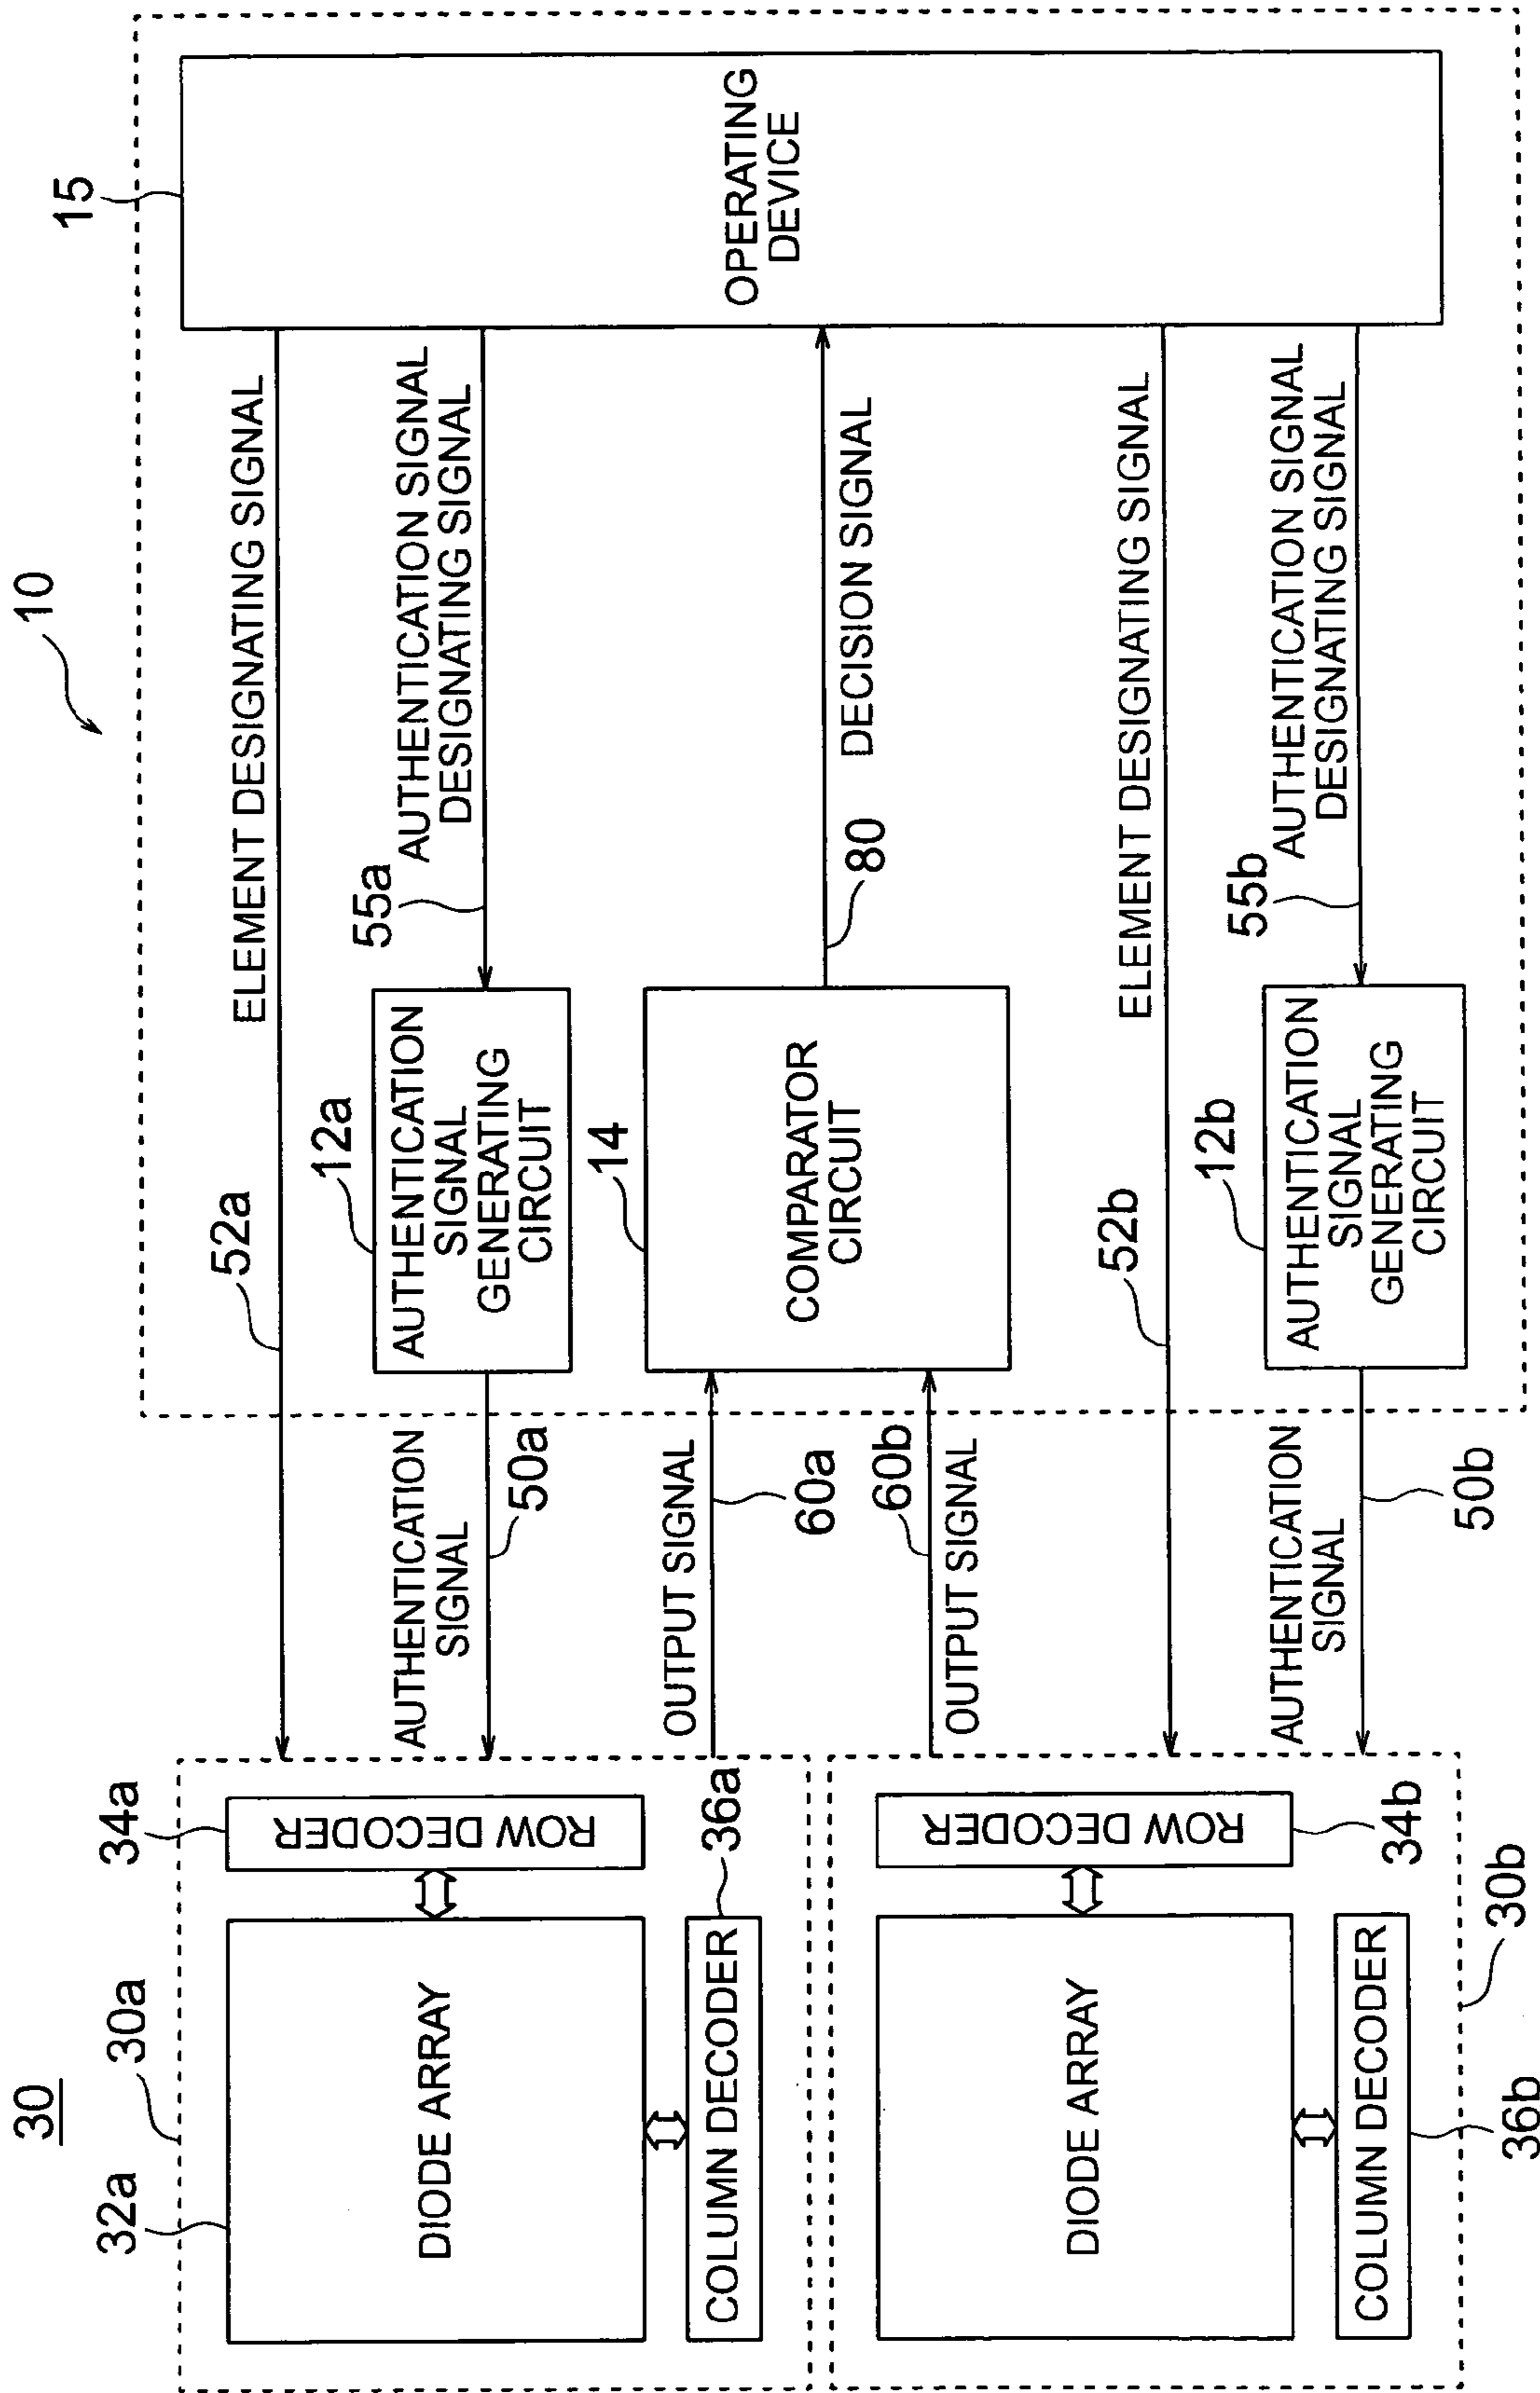 10
30
30a
32a
34a
DIODE ARRAY
ROW DECODER
COLUMN DECODER
36a
52a
ELEMENT DESIGNATING SIGNAL
AUTHENTICATION
SIGNAL
50a
12a
AUTHENTICATION
SIGNAL
GENERATING
CIRCUIT
55a
AUTHENTICATION SIGNAL
DESIGNATING SIGNAL
15
OPERATING
DEVICE
OUTPUT SIGNAL
60a
14
COMPARATOR
CIRCUIT
80
DECISION SIGNAL
60b
OUTPUT SIGNAL
52b
ELEMENT DESIGNATING SIGNAL
DIODE ARRAY
ROW DECODER
34b
COLUMN DECODER
36b
30b
AUTHENTICATION
SIGNAL
50b
12b
AUTHENTICATION
SIGNAL
GENERATING
CIRCUIT
55b
AUTHENTICATION SIGNAL
DESIGNATING SIGNAL